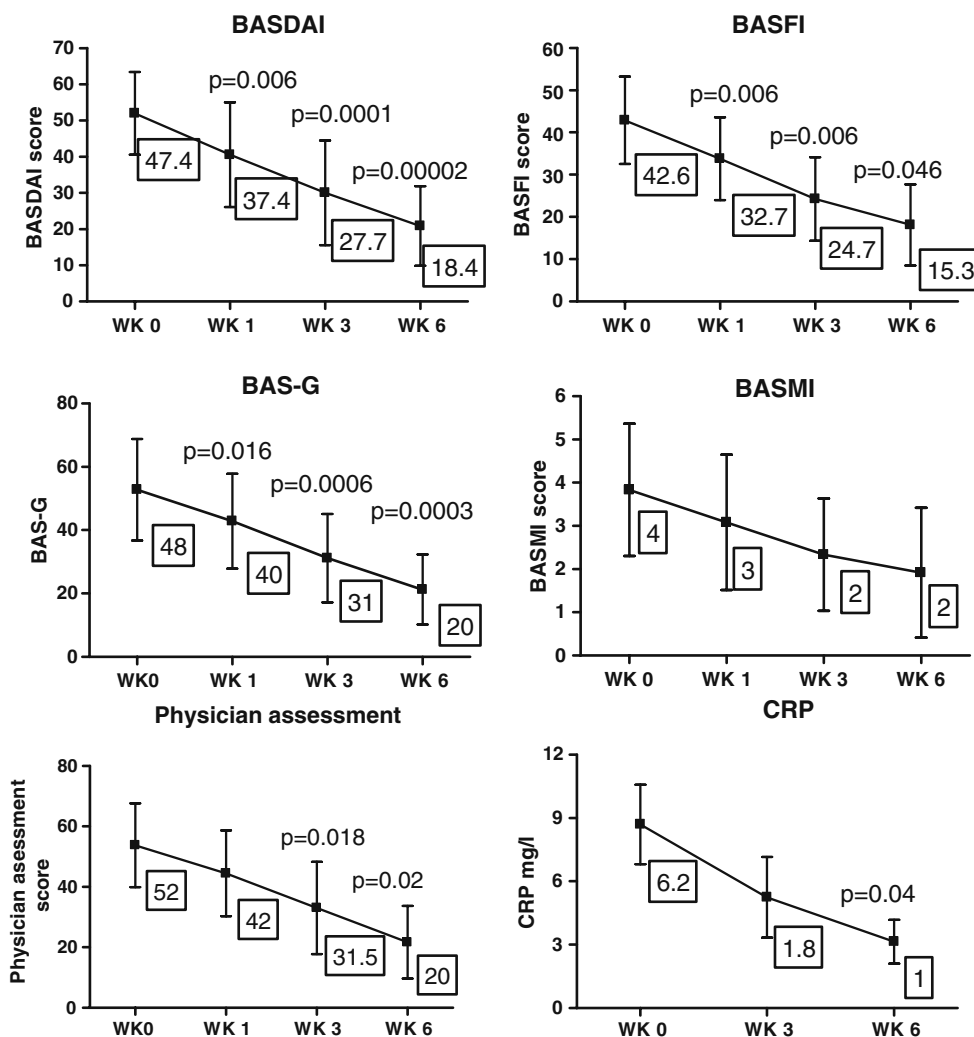 BASDAI
BASDAI score
70
60
50
40
30
20
10
0
p=0.006
p=0.0001
p=0.00002
47.4
37.4
27.7
18.4
WK 0 WK 1 WK 3 WK 6
BASFI
BASFI score
60
50
40
30
20
10
0
p=0.006
p=0.006
p=0.046
42.6
32.7
24.7
15.3
WK 0 WK 1 WK 3 WK 6
BAS-G
BAS-G
80
60
40
20
0
p=0.016
p=0.0006
p=0.0003
48
40
31
20
WK0 WK 1 WK 3 WK 6
BASMI
BASMI score
6
5
4
3
2
1
0
4
3
2
2
WK 0 WK 1 WK 3 WK 6
Physician assessment
Physician assessment
score
80
60
40
20
0
p=0.018
p=0.02
52
42
31.5
20
WK0 WK 1 WK 3 WK 6
CRP
CRP mg/l
12
9
6
3
0
p=0.04
6.2
1.8
1
WK 0 WK 3 WK 6